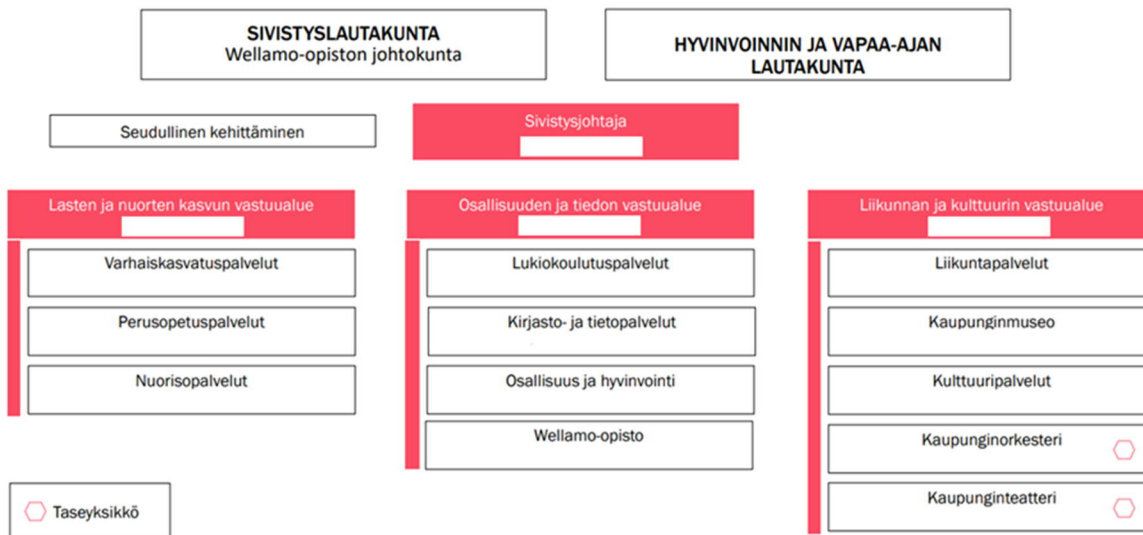 SIVISTYSLAUTAKUNTA
Wellamo-opiston johtokunta
HYVINVOINNIN JA VAPAA-AJAN
LAUTAKUNTA
Seudullinen kehittäminen
Sivistysjohtaja
Lasten ja nuorten kasvun vastuualue
Varhaiskasvatuspalvelut
Perusopetuspalvelut
Nuorisopalvelut
Osallisuuden ja tiedon vastuualue
Lukiokoulutuspalvelut
Kirjasto- ja tietopalvelut
Osallisuus ja hyvinvointi
Wellamo-opisto
Liikunnan ja kulttuurin vastuualue
Liikuntapalvelut
Kaupunginmuseo
Kulttuuripalvelut
Kaupunginorkesteri
Kaupunginteatteri
Taseyksikkö